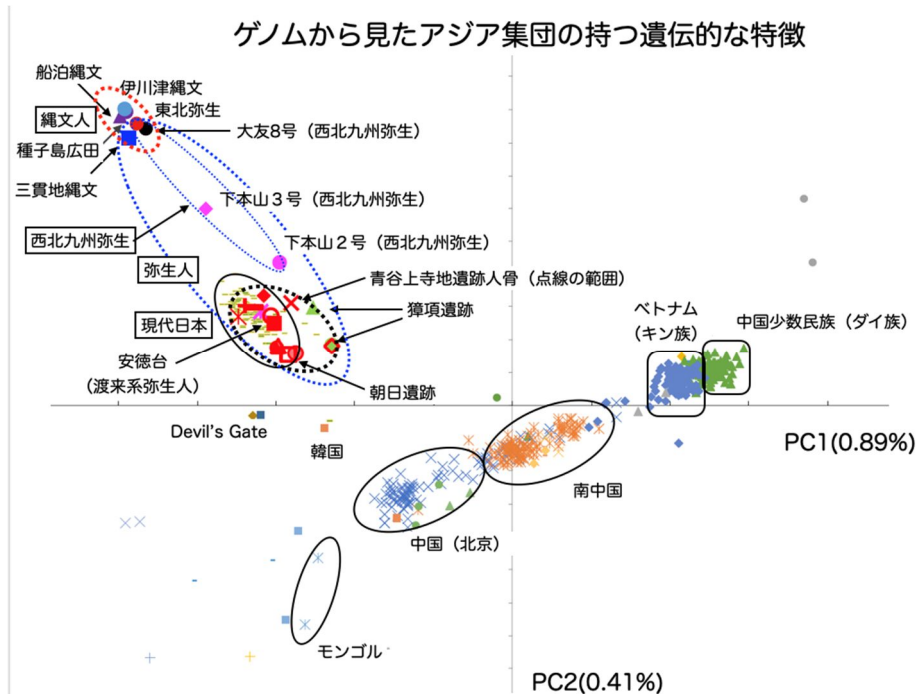 ゲノムから見たアジア集団の持つ遺伝的な特徴
船泊縄文
伊川津縄文
縄文人
東北弥生
大友8号（西北九州弥生）
種子島広田
三貫地縄文
下本山３号（西北九州弥生）
西北九州弥生
下本山２号（西北九州弥生）
弥生人
青谷上寺地遺跡人骨（点線の範囲）
獐項遺跡
現代日本
安徳台
（渡来系弥生人）
朝日遺跡
ベトナム
（キン族）
中国少数民族（ダイ族）
Devil's Gate
韓国
PC1(0.89%)
南中国
中国（北京）
モンゴル
PC2(0.41%)